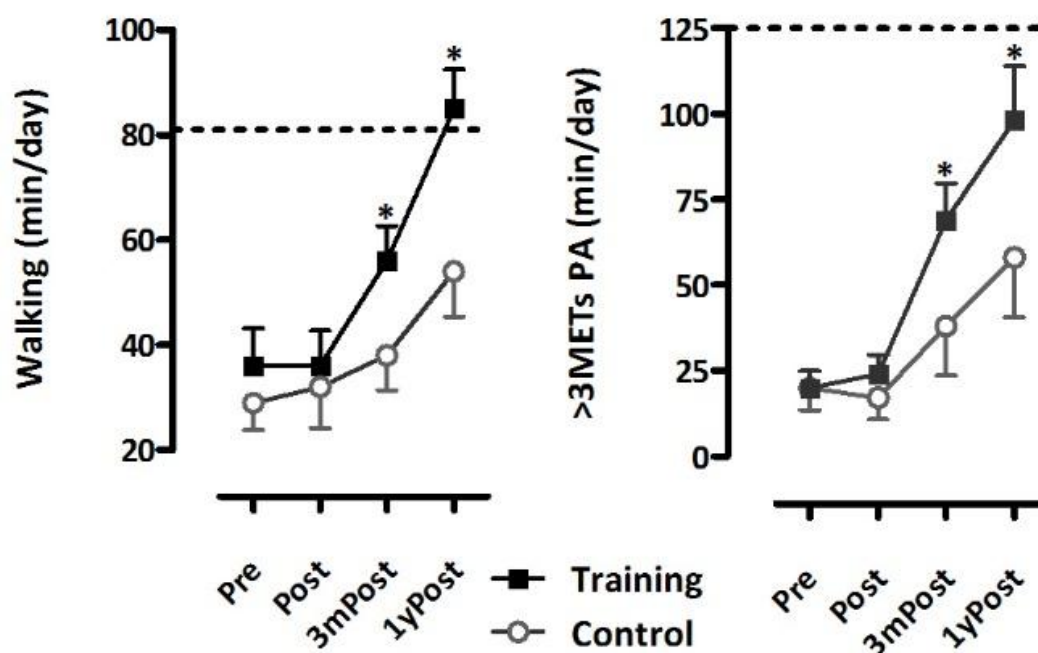 Walking (min/day)
100
80
60
40
20
*
*
Pre
Post
3mPost
1yPost
>3METs PA (min/day)
125
100
75
50
25
0
*
*
Pre
Post
3mPost
1yPost
Training
Control